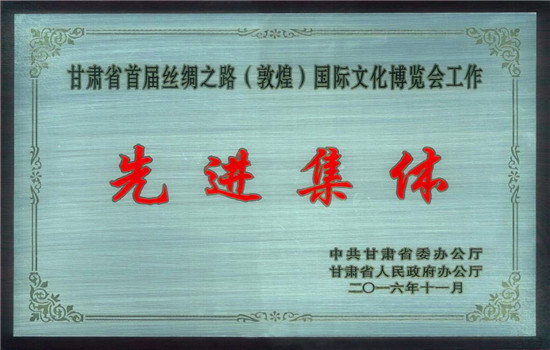 甘肃省首届丝绸之路（敦煌）国际文化博览会工作
先进集体
中共甘肃省委办公厅
甘肃省人民政府办公厅
二〇一六年十一月